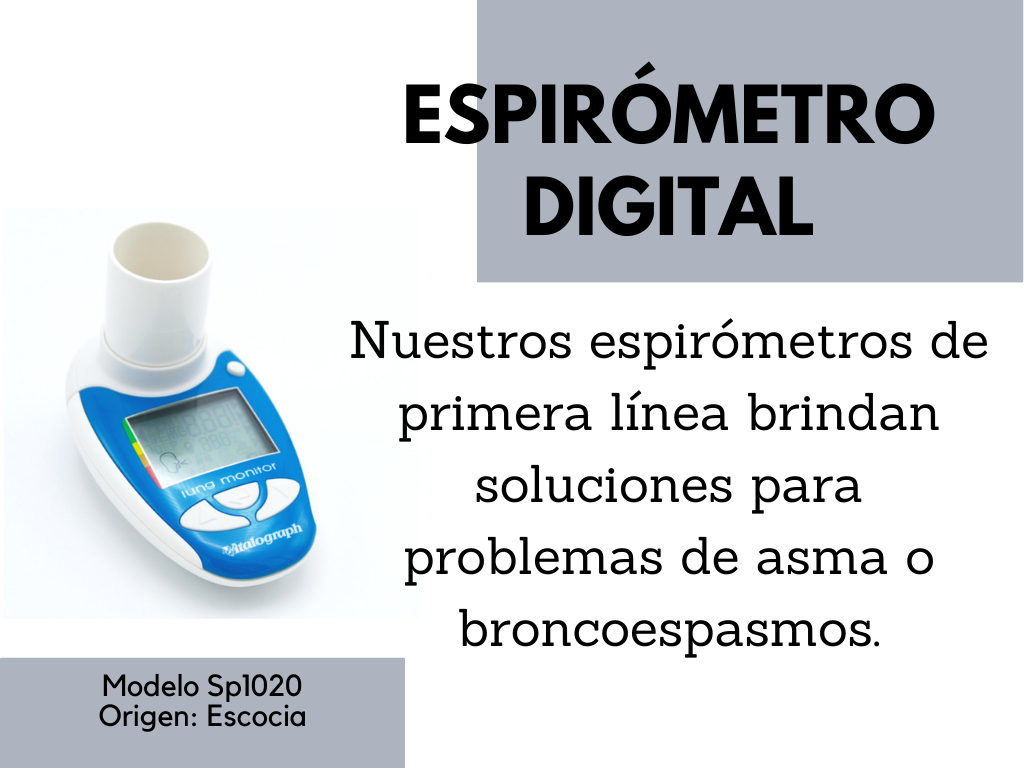 ESPIRÓMETRO
DIGITAL
Nuestros espirómetros de
primera línea brindan
soluciones para
problemas de asma o
broncoespasmos.
lung monitor
Vitalograph
Modelo Sp1020
Origen: Escocia